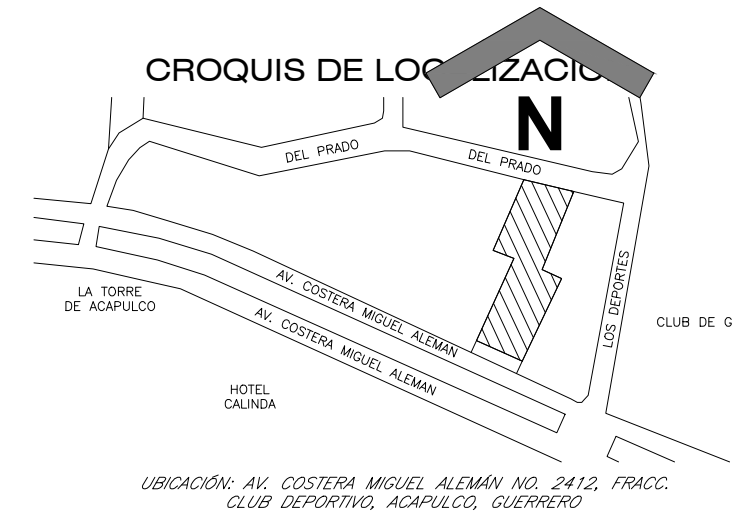 CROQUIS DE LOC LIZACIO
N
DEL PRADO
DEL PRADO
AV. COSTERA MIGUEL ALEMAN
AV. COSTERA MIGUEL ALEMAN
LOS DEPORTES
LA TORRE
DE ACAPULCO
CLUB DE G
HOTEL
CALINDA
UBICACIÓN: AV. COSTERA MIGUEL ALEMÁN NO. 2412, FRACC.
CLUB DEPORTIVO, ACAPULCO, GUERRERO